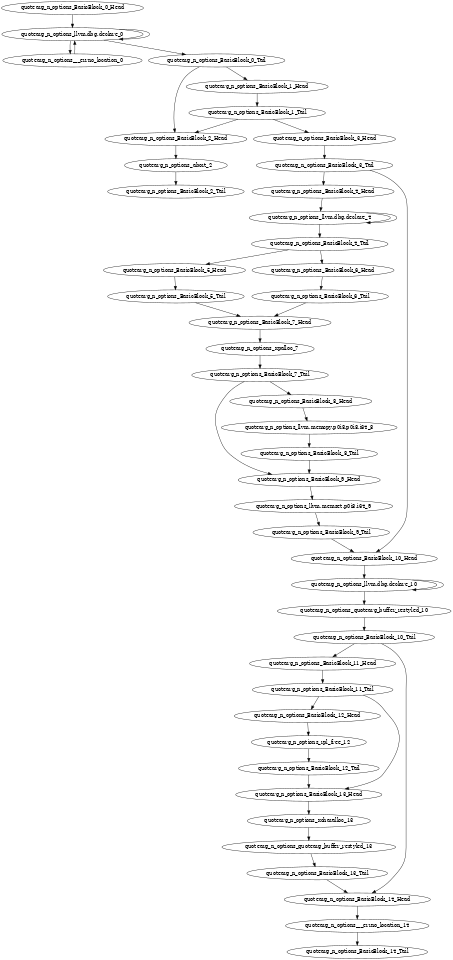 quotearg_n_options_BasicBlock_0_Head
quotearg_n_options_llvm.dbg.declare_0
quotearg_n_options___errno_location_0
quotearg_n_options_BasicBlock_0_Tail
quotearg_n_options_BasicBlock_1_Head
quotearg_n_options_BasicBlock_1_Tail
quotearg_n_options_BasicBlock_2_Head
quotearg_n_options_BasicBlock_3_Head
quotearg_n_options_abort_2
quotearg_n_options_BasicBlock_3_Tail
quotearg_n_options_BasicBlock_2_Tail
quotearg_n_options_BasicBlock_4_Head
quotearg_n_options_llvm.dbg.declare_4
quotearg_n_options_BasicBlock_4_Tail
quotearg_n_options_BasicBlock_5_Head
quotearg_n_options_BasicBlock_6_Head
quotearg_n_options_BasicBlock_5_Tail
quotearg_n_options_BasicBlock_6_Tail
quotearg_n_options_BasicBlock_7_Head
quotearg_n_options_xpalloc_7
quotearg_n_options_BasicBlock_7_Tail
quotearg_n_options_BasicBlock_8_Head
quotearg_n_options_llvm.memcpy.p0i8.p0i8.i64_8
quotearg_n_options_BasicBlock_8_Tail
quotearg_n_options_BasicBlock_9_Head
quotearg_n_options_llvm.memset.p0i8.i64_9
quotearg_n_options_BasicBlock_9_Tail
quotearg_n_options_BasicBlock_10_Head
quotearg_n_options_llvm.dbg.declare_10
quotearg_n_options_quotearg_buffer_restyled_10
quotearg_n_options_BasicBlock_10_Tail
quotearg_n_options_BasicBlock_11_Head
quotearg_n_options_BasicBlock_11_Tail
quotearg_n_options_BasicBlock_12_Head
quotearg_n_options_rpl_free_12
quotearg_n_options_BasicBlock_12_Tail
quotearg_n_options_BasicBlock_13_Head
quotearg_n_options_xcharalloc_13
quotearg_n_options_quotearg_buffer_restyled_13
quotearg_n_options_BasicBlock_13_Tail
quotearg_n_options_BasicBlock_14_Head
quotearg_n_options___errno_location_14
quotearg_n_options_BasicBlock_14_Tail